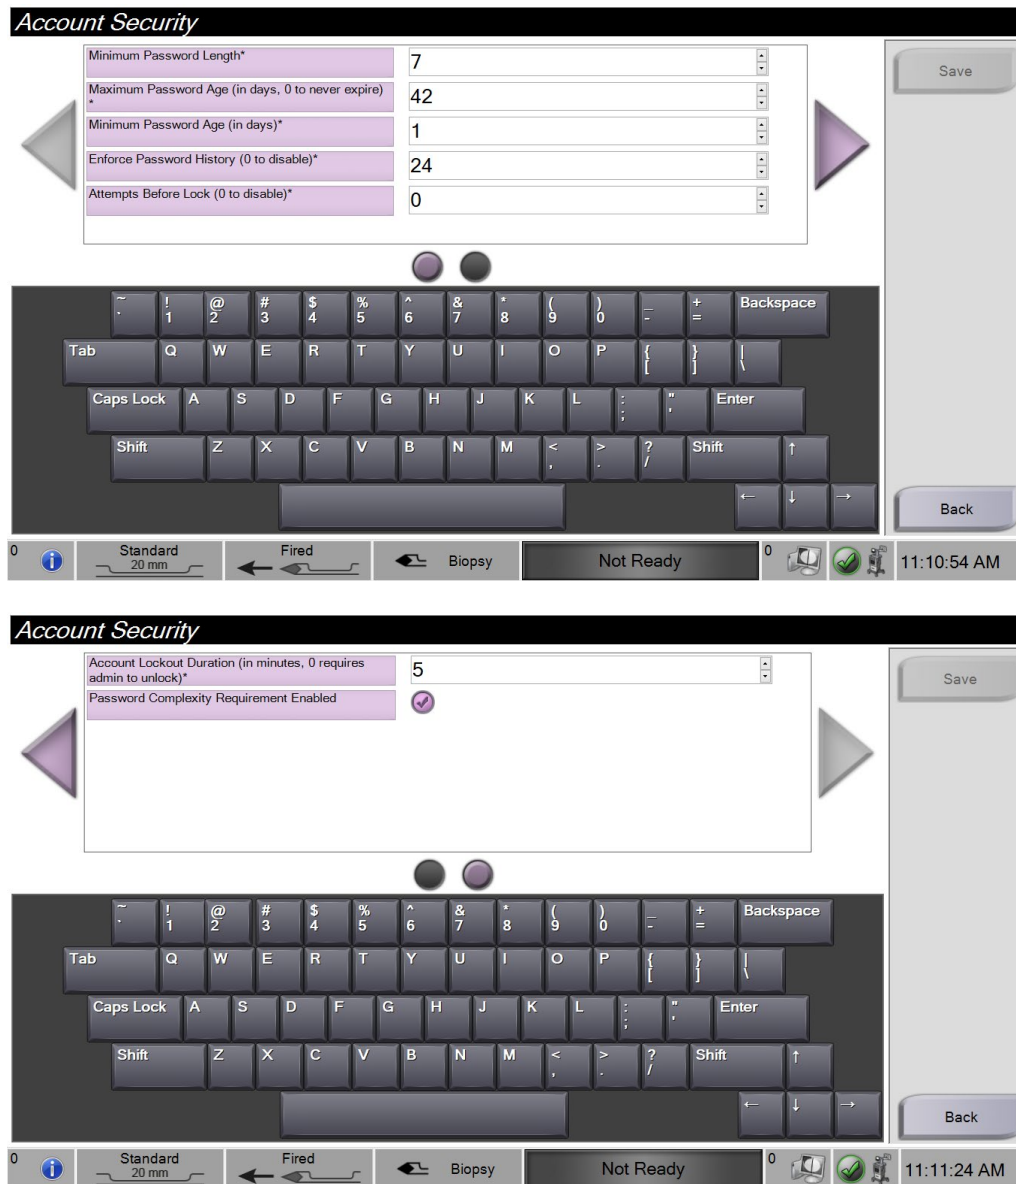 Account Security
Minimum Password Length*
7
Save
Maximum Password Age (in days, 0 to never expire)
*
42
Minimum Password Age (in days)*
1
Enforce Password History (0 to disable)*
24
Attempts Before Lock (0 to disable)*
0
~ ! @ # $ % ^ & * ( ) _ + Backspace
` 1 2 3 4 5 6 7 8 9 0 - =
Tab Q W E R T Y U I O P { } |
[ ] \
Caps Lock A S D F G H J K L : " Enter
; '
Shift Z X C V B N M < > ? Shift ↑
, . /
← ↓ →
Back
0 Standard Fired Biopsy Not Ready 0 11:10:54 AM
20 mm
Account Security
Account Lockout Duration (in minutes, 0 requires
admin to unlock)*
5
Save
Password Complexity Requirement Enabled
~ ! @ # $ % ^ & * ( ) _ + Backspace
` 1 2 3 4 5 6 7 8 9 0 - =
Tab Q W E R T Y U I O P { } |
[ ] \
Caps Lock A S D F G H J K L : " Enter
; '
Shift Z X C V B N M < > ? Shift ↑
, . /
← ↓ →
Back
0 Standard Fired Biopsy Not Ready 0 11:11:24 AM
20 mm